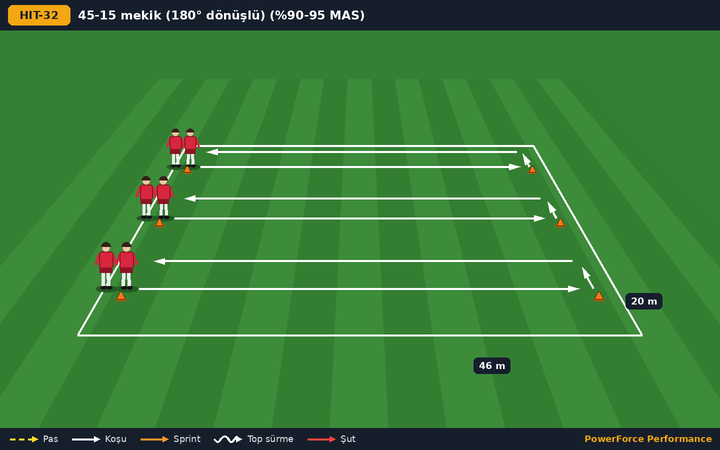 HIT-32 45-15 mekik (180° dönüşlü) (%90-95 MAS)
20 m
46 m
Pas Koşu Sprint Top sürme Şut PowerForce Performance